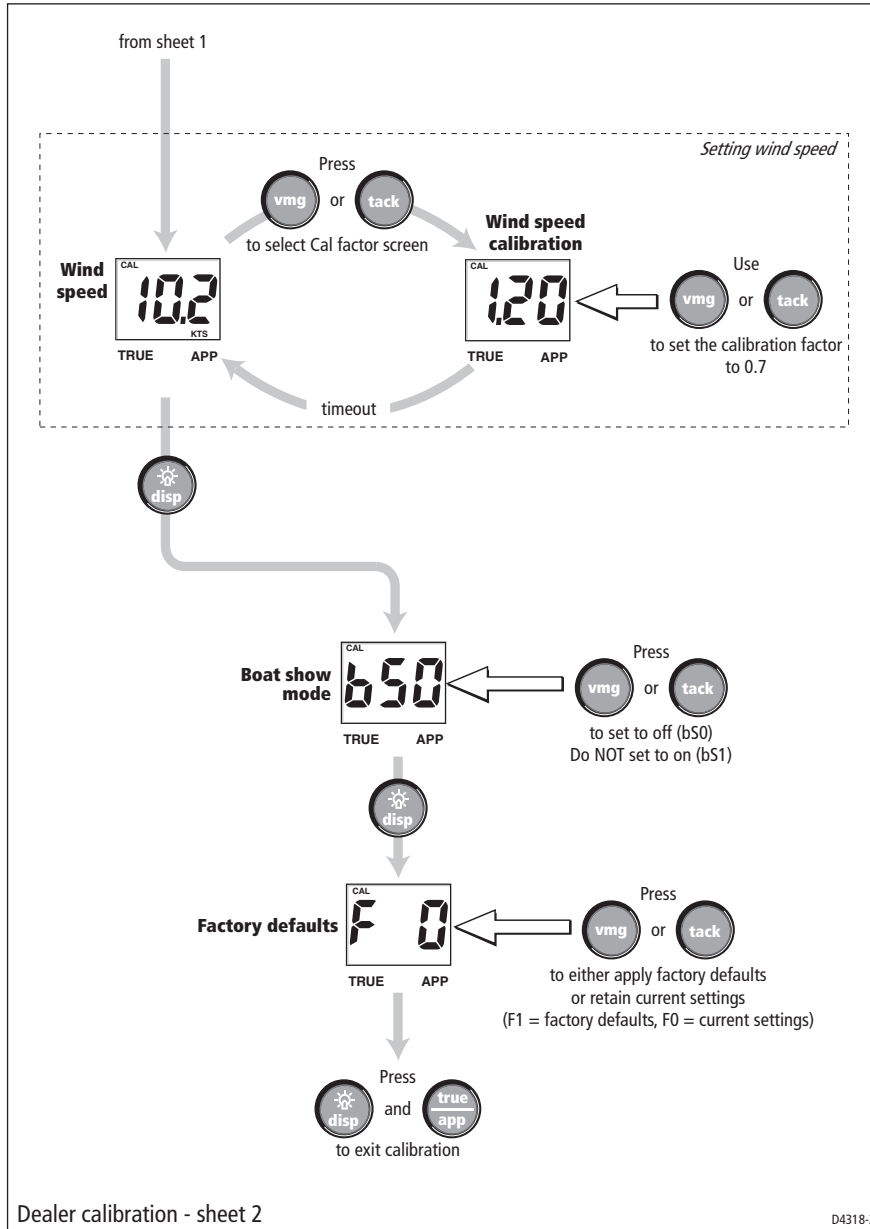 from sheet 1
Setting wind speed
Press
vmg or tack
to select Cal factor screen
Wind speed
CAL
10.2
KTS
TRUE APP
Wind speed calibration
CAL
1.20
TRUE APP
Use
vmg or tack
to set the calibration factor
to 0.7
timeout
disp
Boat show mode
CAL
bS0
TRUE APP
Press
vmg or tack
to set to off (bS0)
Do NOT set to on (bS1)
disp
Factory defaults
CAL
F 0
TRUE APP
Press
vmg or tack
to either apply factory defaults
or retain current settings
(F1 = factory defaults, F0 = current settings)
Press
disp and true app
to exit calibration
Dealer calibration - sheet 2